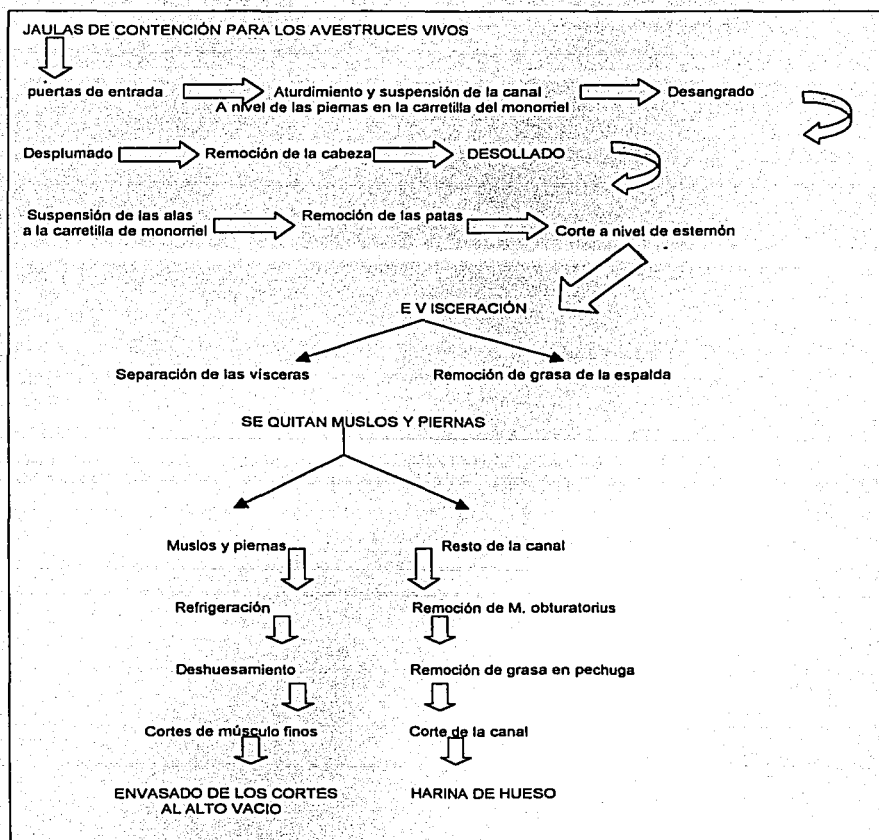 JAULAS DE CONTENCIÓN PARA LOS AVESTRUCES VIVOS
puertas de entrada
Aturdimiento y suspensión de la canal
A nivel de las piernas en la carretilla del monorriel
Desangrado
Desplumado
Remoción de la cabeza
DESOLLADO
Suspensión de las alas
a la carretilla de monorriel
Remoción de las patas
Corte a nivel de esternón
E V ISCERACIÓN
Separación de las vísceras
Remoción de grasa de la espalda
SE QUITAN MUSLOS Y PIERNAS
Muslos y piernas
Resto de la canal
Refrigeración
Remoción de M. obturatorius
Deshuesamiento
Remoción de grasa en pechuga
Cortes de músculo finos
Corte de la canal
ENVASADO DE LOS CORTES
AL ALTO VACIO
HARINA DE HUESO